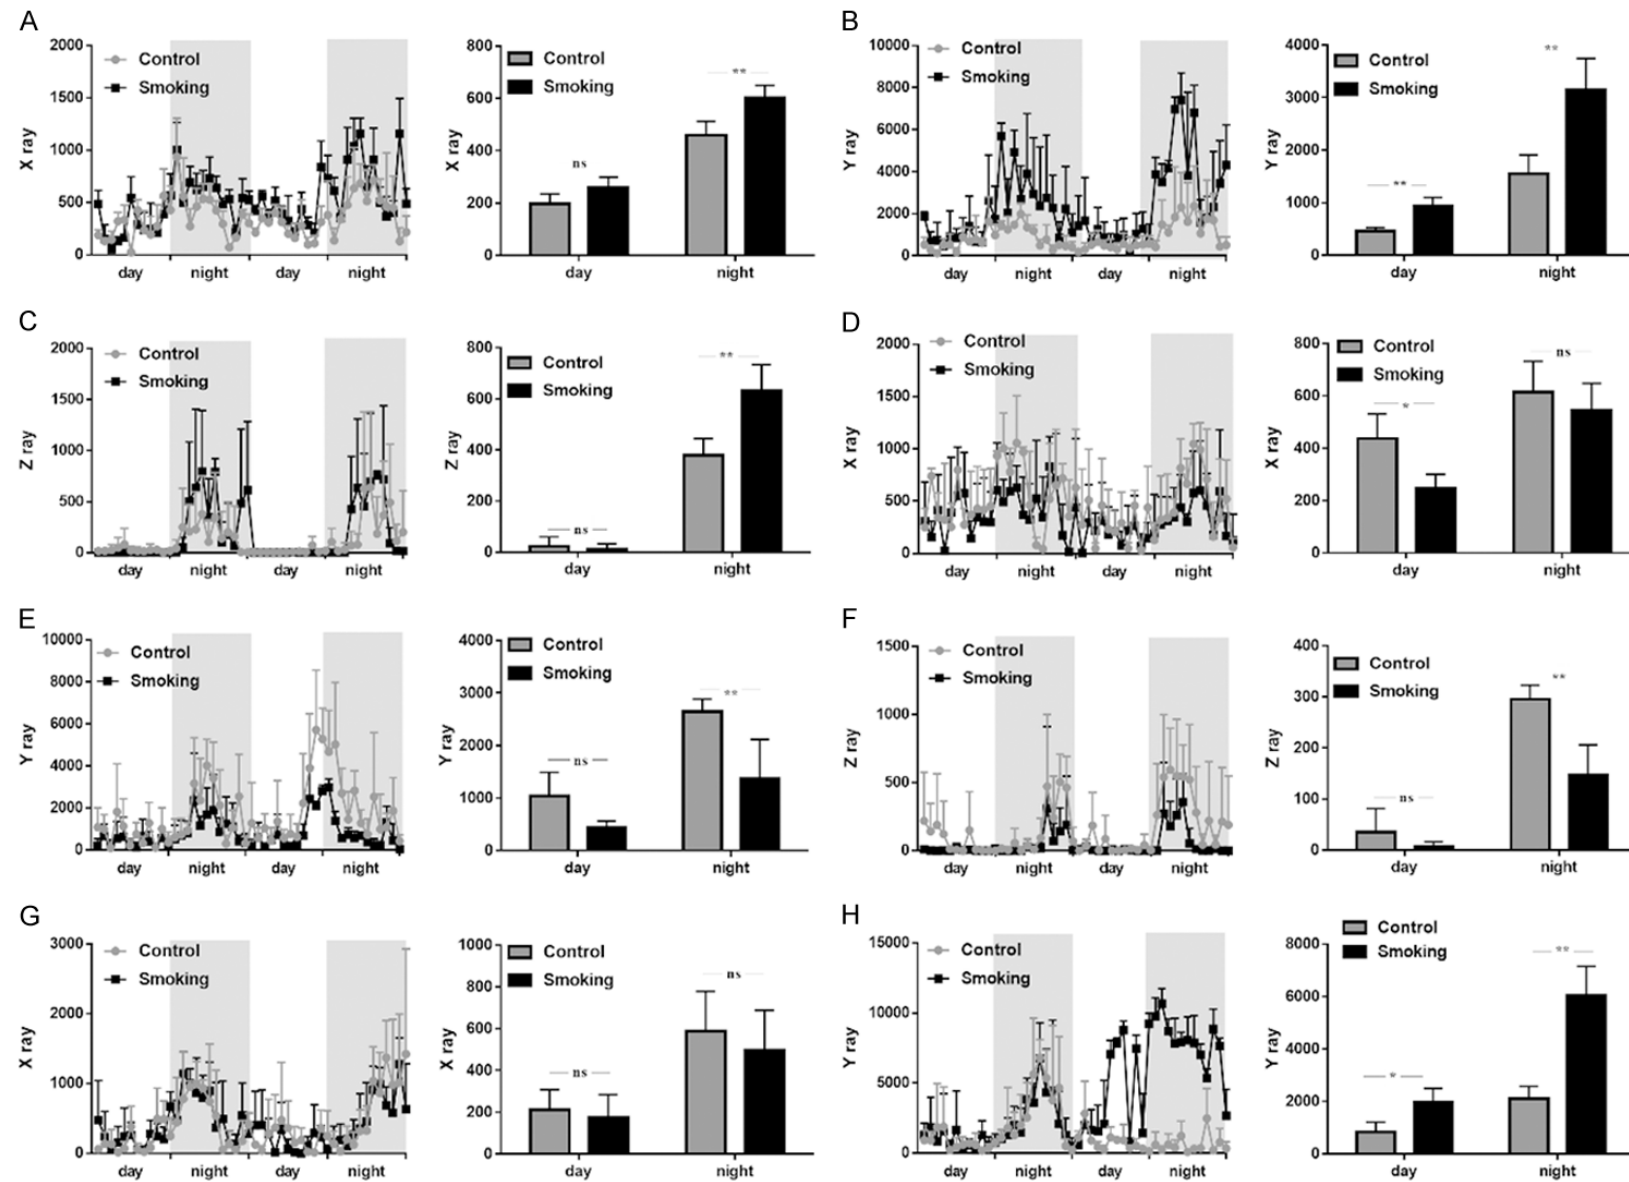 A
X ray
2000
1500
1000
500
0
Control
Smoking
day night day night
X ray
800
600
400
200
0
Control
Smoking
ns
**
day night
B
Y ray
10000
8000
6000
4000
2000
0
Control
Smoking
day night day night
Y ray
4000
3000
2000
1000
0
Control
Smoking
**
**
day night
C
Z ray
2000
1500
1000
500
0
Control
Smoking
day night day night
Z ray
800
600
400
200
0
Control
Smoking
ns
**
day night
D
X ray
2000
1500
1000
500
0
Control
Smoking
day night day night
X ray
800
600
400
200
0
Control
Smoking
*
ns
day night
E
Y ray
10000
8000
6000
4000
2000
0
Control
Smoking
day night day night
Y ray
4000
3000
2000
1000
0
Control
Smoking
ns
**
day night
F
Z ray
1500
1000
500
0
Control
Smoking
day night day night
Z ray
400
300
200
100
0
Control
Smoking
ns
**
day night
G
X ray
3000
2000
1000
0
Control
Smoking
day night day night
X ray
1000
800
600
400
200
0
Control
Smoking
ns
ns
day night
H
Y ray
15000
10000
5000
0
Control
Smoking
day night day night
Y ray
8000
6000
4000
2000
0
Control
Smoking
*
**
day night